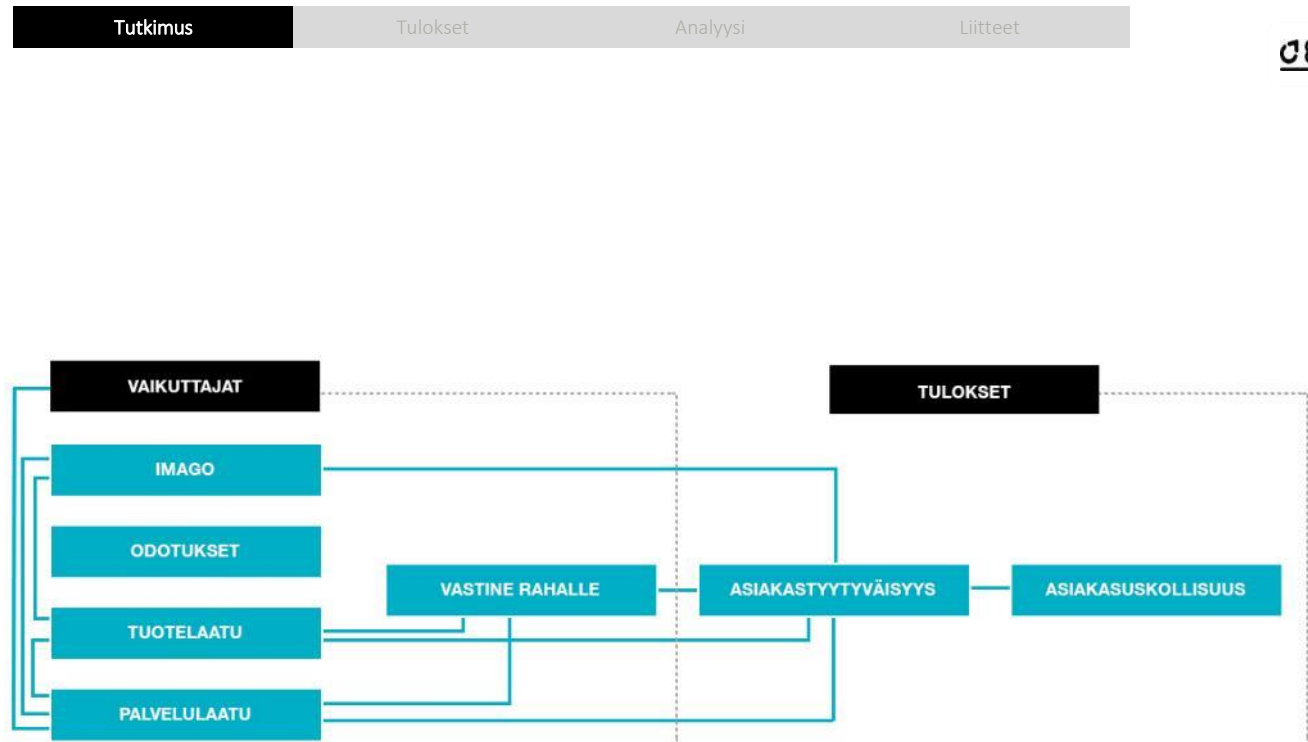 Tutkimus
Tulokset
Analyysi
Liitteet
VAIKUTTAJAT
TULOKSET
IMAGO
ODOTUKSET
VASTINE RAHALLE
ASIAKASTYYTYVÄISYYS
ASIAKASUSKOLLISUUS
TUOTELAATU
PALVELULAATU